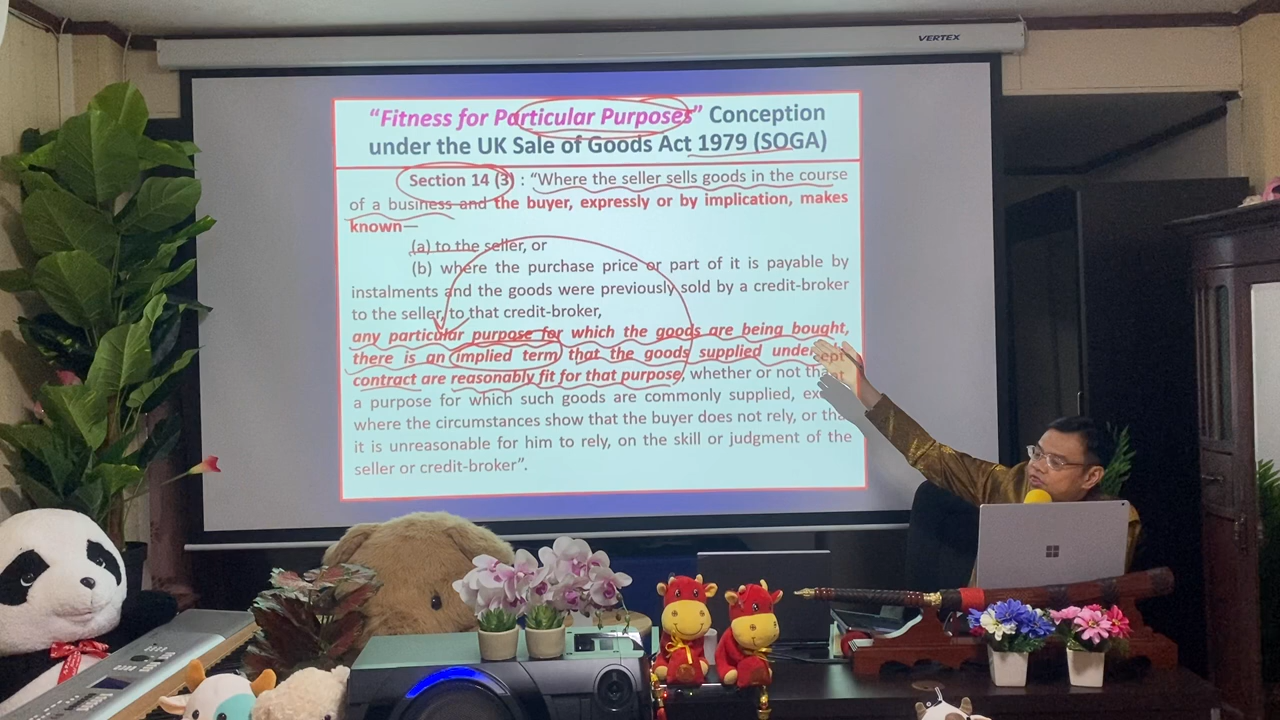 VERTEX
“Fitness for Particular Purposes” Conception
under the UK Sale of Goods Act 1979 (SOGA)
Section 14 (3) : “Where the seller sells goods in the course
of a business and the buyer, expressly or by implication, makes
known—
(a) to the seller, or
(b) where the purchase price or part of it is payable by
instalments and the goods were previously sold by a credit-broker
to the seller, to that credit-broker,
any particular purpose for which the goods are being bought,
there is an implied term that the goods supplied under
contract are reasonably fit for that purpose, whether or not that
a purpose for which such goods are commonly supplied,
where the circumstances show that the buyer does not rely, or
it is unreasonable for him to rely, on the skill or judgment of the
seller or credit-broker”.